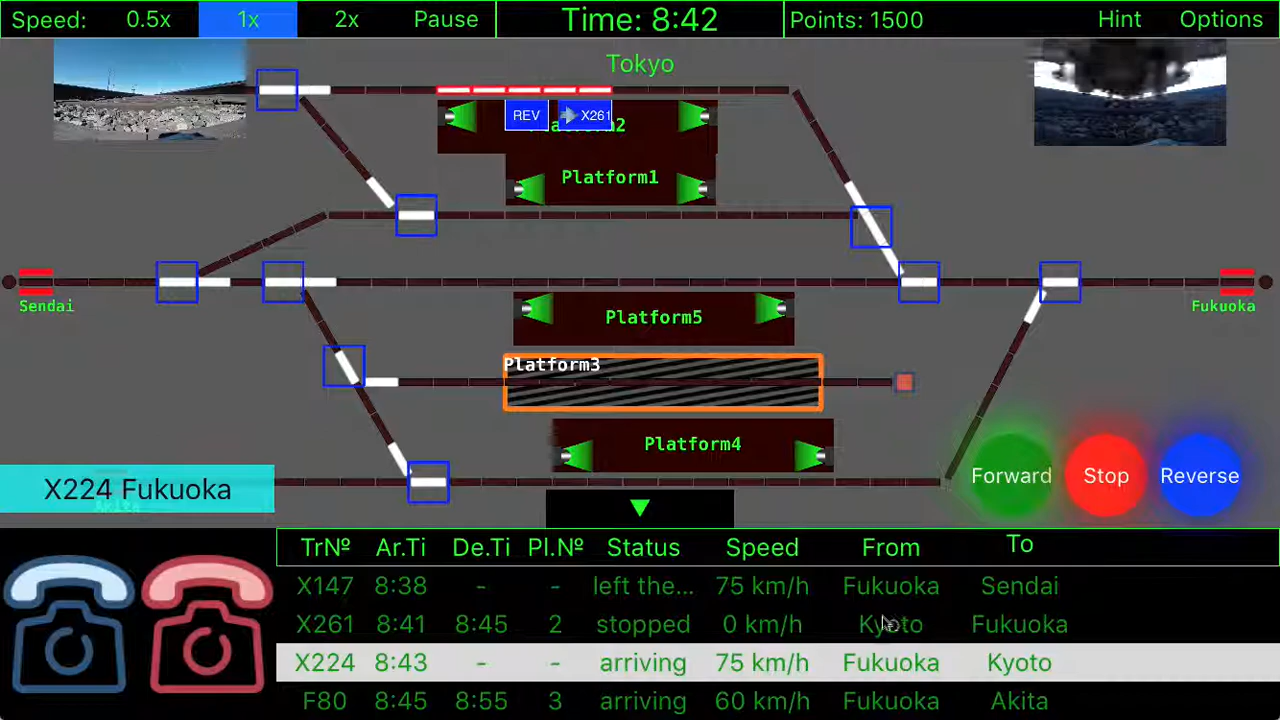 Speed: 0.5x 1x 2x Pause Time: 8:42 Points: 1500 Hint Options
Tokyo
REV X261
Platform2
Platform1
Sendai
Fukuoka
Platform5
Platform3
Platform4
X224 Fukuoka
Forward Stop Reverse
TrNº Ar.Ti De.Ti Pl.Nº Status Speed From To
X147 8:38 - - left the... 75 km/h Fukuoka Sendai
X261 8:41 8:45 2 stopped 0 km/h Kyoto Fukuoka
X224 8:43 - - arriving 75 km/h Fukuoka Kyoto
F80 8:45 8:55 3 arriving 60 km/h Fukuoka Akita